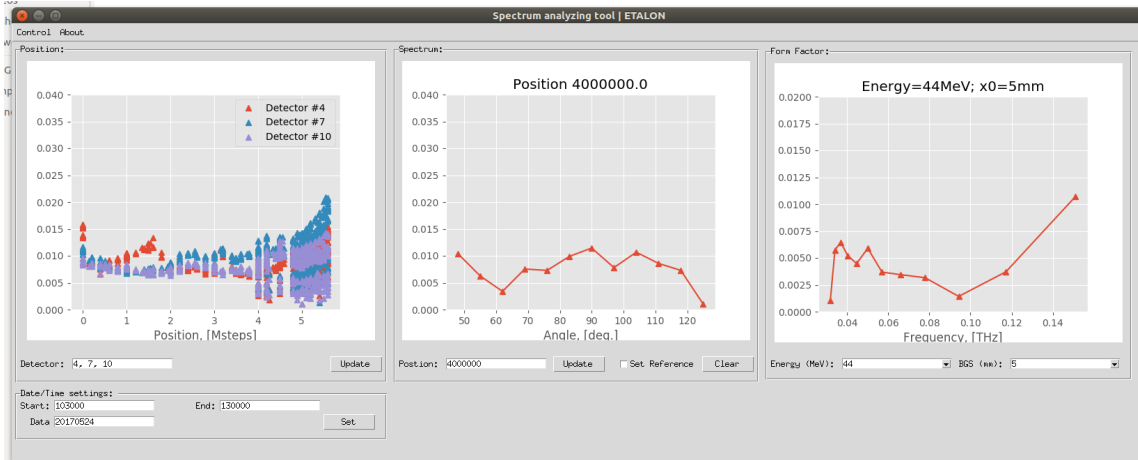 Spectrum analyzing tool | ETALON
Control About
Position:
0.040
0.035
0.030
0.025
0.020
0.015
0.010
0.005
0.000
Detector #4
Detector #7
Detector #10
0 1 2 3 4 5
Position, [Msteps]
Detector: 4, 7, 10 Update
Spectrum:
Position 4000000.0
0.040
0.035
0.030
0.025
0.020
0.015
0.010
0.005
0.000
50 60 70 80 90 100 110 120
Angle, [deg.]
Postion: 4000000 Update Set Reference Clear
Form Factor:
Energy=44MeV; x0=5mm
0.0200
0.0175
0.0150
0.0125
0.0100
0.0075
0.0050
0.0025
0.0000
0.04 0.06 0.08 0.10 0.12 0.14
Frequency, [THz]
Energy (MeV): 44 BGS (mm): 5
Date/Time settings:
Start: 103000 End: 130000
Data 20170524 Set